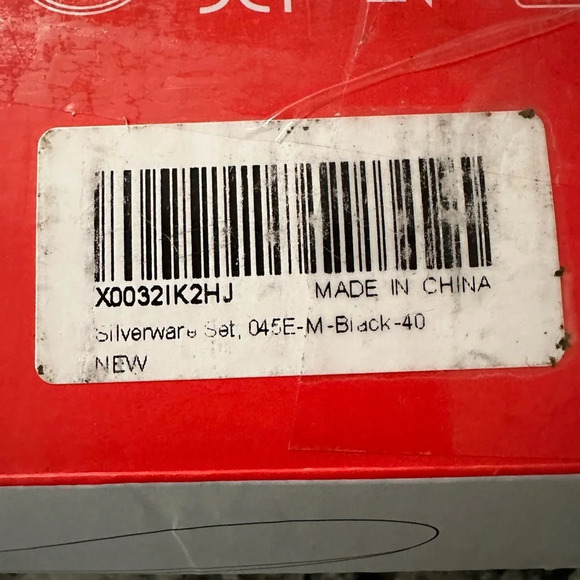 X0032IK2HJ MADE IN CHINA
Silverware Set, 045E-M-Black-40
NEW